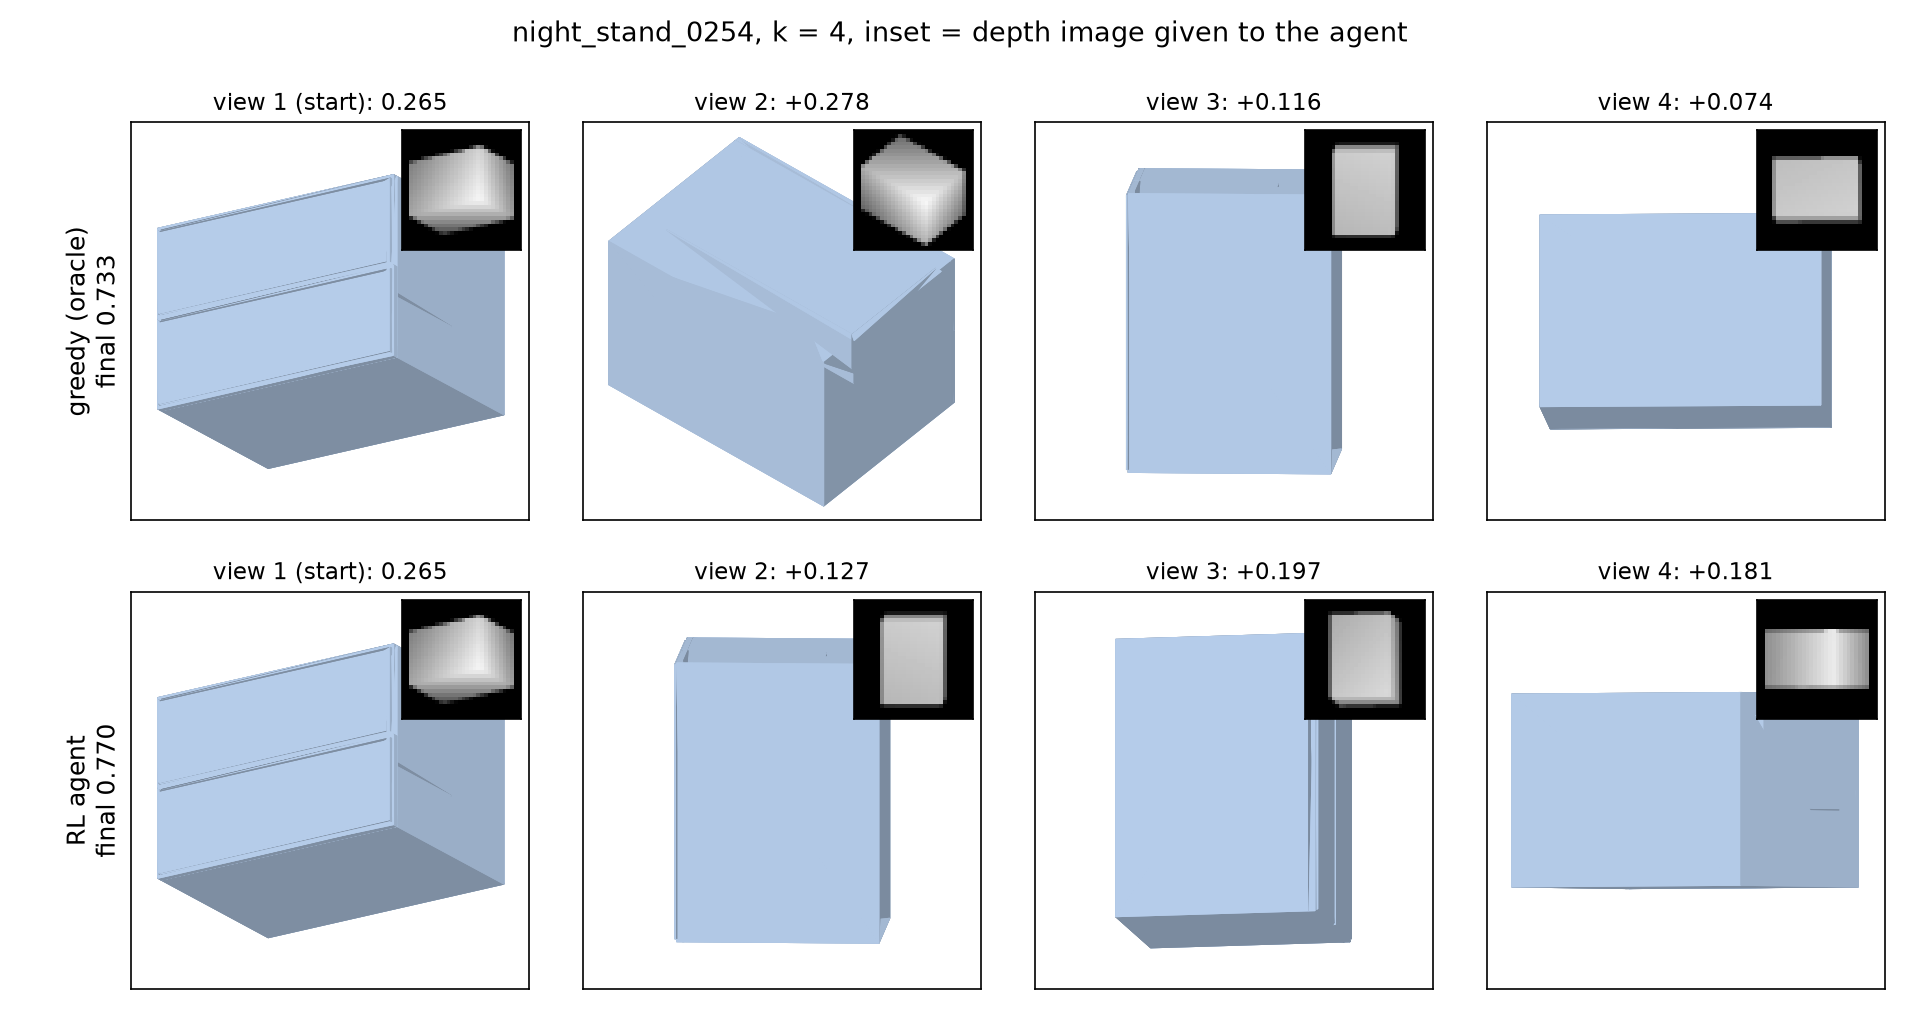 night_stand_0254, k = 4, inset = depth image given to the agent
greedy (oracle)
final 0.733
view 1 (start): 0.265
view 2: +0.278
view 3: +0.116
view 4: +0.074
RL agent
final 0.770
view 1 (start): 0.265
view 2: +0.127
view 3: +0.197
view 4: +0.181